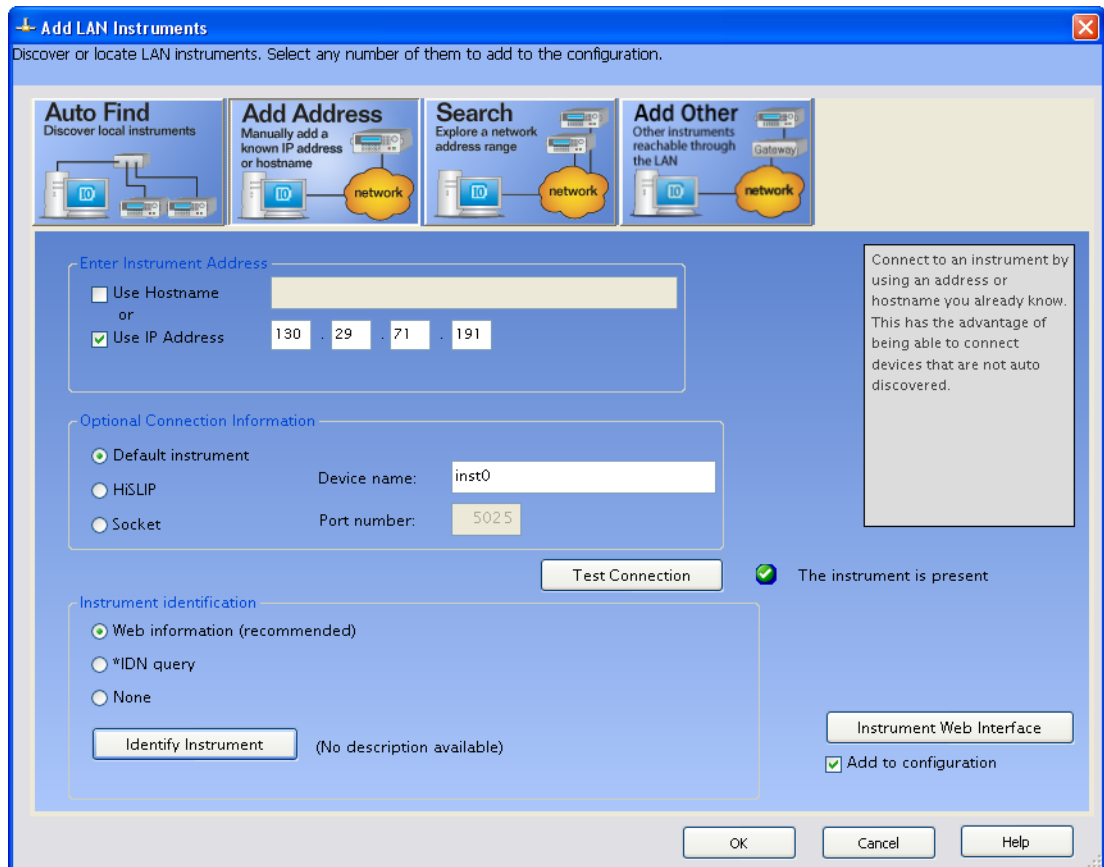 Add LAN Instruments
Discover or locate LAN instruments. Select any number of them to add to the configuration.
Auto Find
Discover local instruments
IO
Add Address
Manually add a
known IP address
or hostname
IO
network
Search
Explore a network
address range
IO
network
Add Other
Other instruments
reachable through
the LAN
Gateway
IO
network
Enter Instrument Address
Use Hostname
or
Use IP Address 130 . 29 . 71 . 191
Connect to an instrument by
using an address or
hostname you already know.
This has the advantage of
being able to connect
devices that are not auto
discovered.
Optional Connection Information
Default instrument
HiSLIP
Socket
Device name: inst0
Port number: 5025
Test Connection The instrument is present
Instrument identification
Web information (recommended)
*IDN query
None
Identify Instrument (No description available)
Instrument Web Interface
Add to configuration
OK Cancel Help